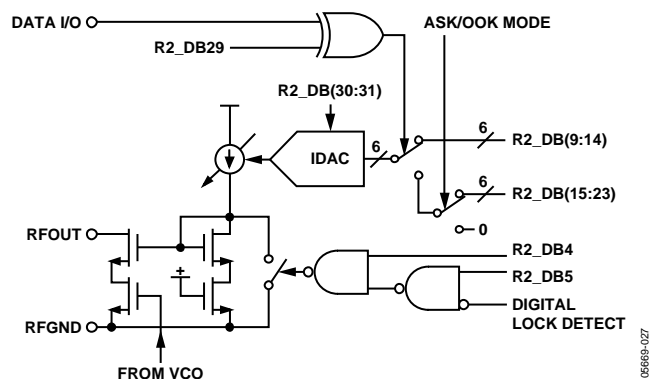 DATA I/O
ASK/OOK MODE
R2_DB29
R2_DB(30:31)
6
R2_DB(9:14)
IDAC
6
6
R2_DB(15:23)
0
RFOUT
R2_DB4
+
R2_DB5
DIGITAL
LOCK DETECT
RFGND
FROM VCO
05669-027